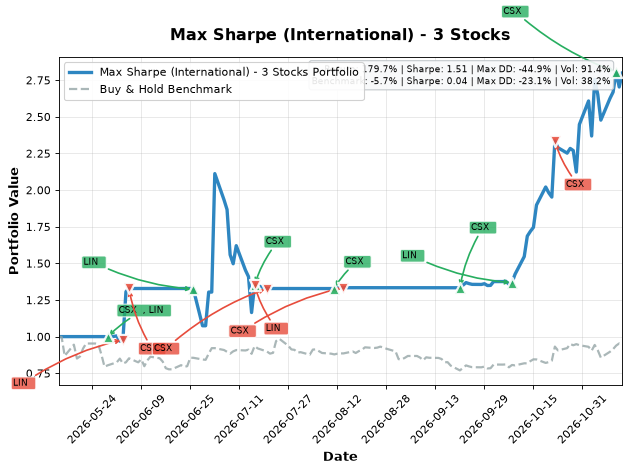 CSX
Max Sharpe (International) - 3 Stocks
Max Sharpe (International) - 3 Stocks Portfolio
Buy & Hold Benchmark
79.7% | Sharpe: 1.51 | Max DD: -44.9% | Vol: 91.4%
-5.7% | Sharpe: 0.04 | Max DD: -23.1% | Vol: 38.2%
Portfolio Value
2.75
2.50
2.25
2.00
1.75
1.50
1.25
1.00
0.75
CSX
CSX
CSX
LIN
CSX
LIN
CSX , LIN
CSX
LIN
CSX
LIN
2026-05-24
2026-06-09
2026-06-25
2026-07-11
2026-07-27
2026-08-12
2026-08-28
2026-09-13
2026-09-29
2026-10-15
2026-10-31
Date